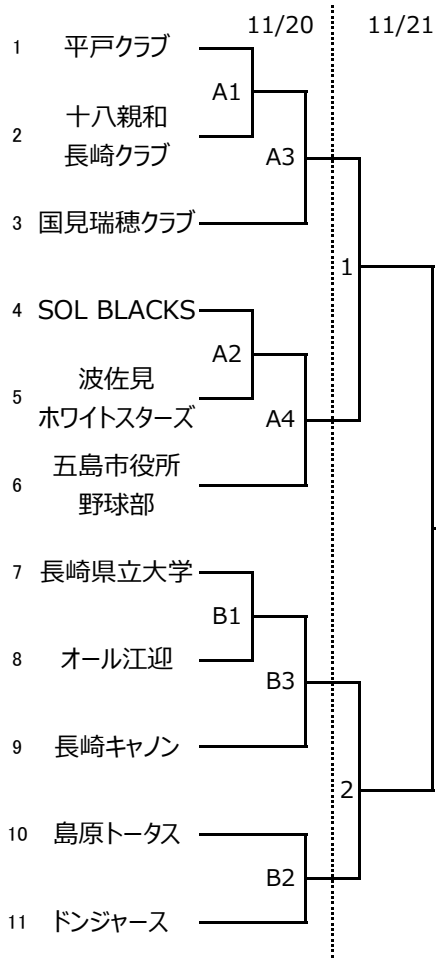 11/20 11/21
1 平戸クラブ
A1
2 十八親和
長崎クラブ
A3
3 国見瑞穂クラブ
1
4 SOL BLACKS
A2
5 波佐見
ホワイトスターズ
A4
6 五島市役所
野球部
7 長崎県立大学
B1
8 オール江迎
B3
9 長崎キャノン
2
10 島原トータス
B2
11 ドンジャース